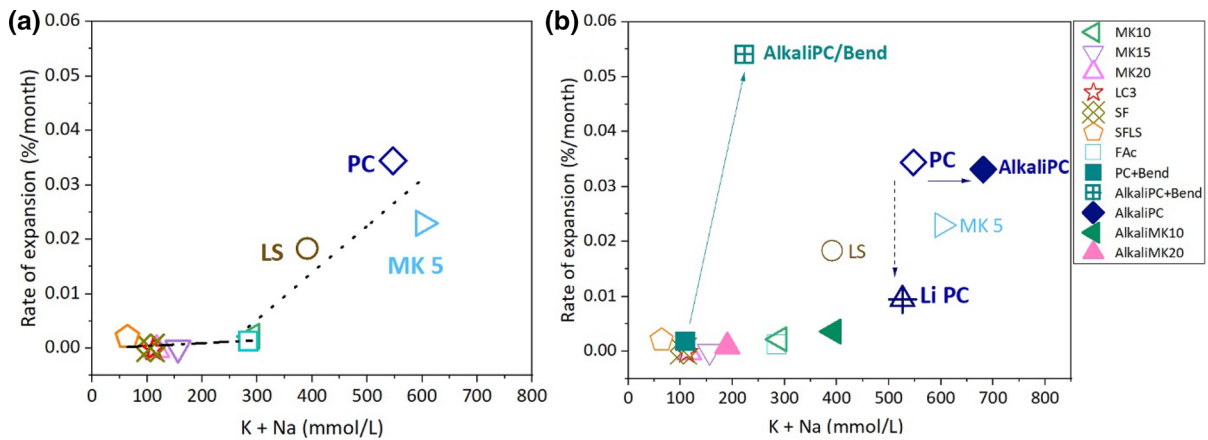 (a)
0.06
0.05
0.04
0.03
0.02
0.01
0.00
Rate of expansion (%/month)
PC
LS
MK 5
0 100 200 300 400 500 600 700 800
K + Na (mmol/L)
(b)
0.06
0.05
0.04
0.03
0.02
0.01
0.00
Rate of expansion (%/month)
AlkaliPC/Bend
PC
AlkaliPC
MK 5
LS
Li PC
0 100 200 300 400 500 600 700 800
K + Na (mmol/L)
MK10
MK15
MK20
LC3
SF
SFLS
FAc
PC+Bend
AlkaliPC+Bend
AlkaliPC
AlkaliMK10
AlkaliMK20